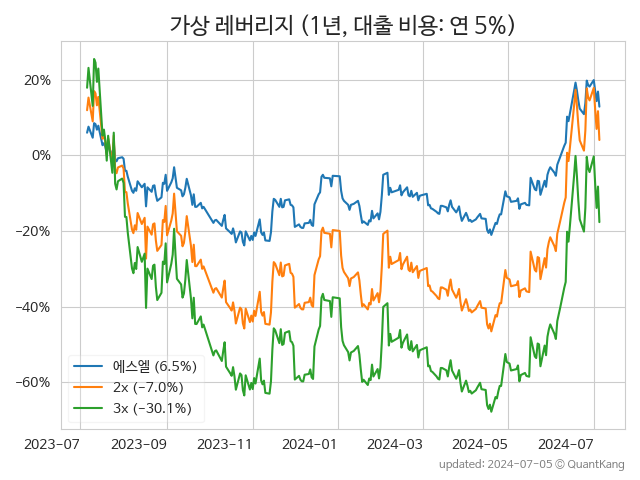 가상 레버리지 (1년, 대출 비용: 연 5%)
20%
0%
−20%
−40%
−60%
에스엘 (6.5%)
2x (−7.0%)
3x (−30.1%)
2023−07 2023−09 2023−11 2024−01 2024−03 2024−05 2024−07
updated: 2024−07−05 © QuantKang